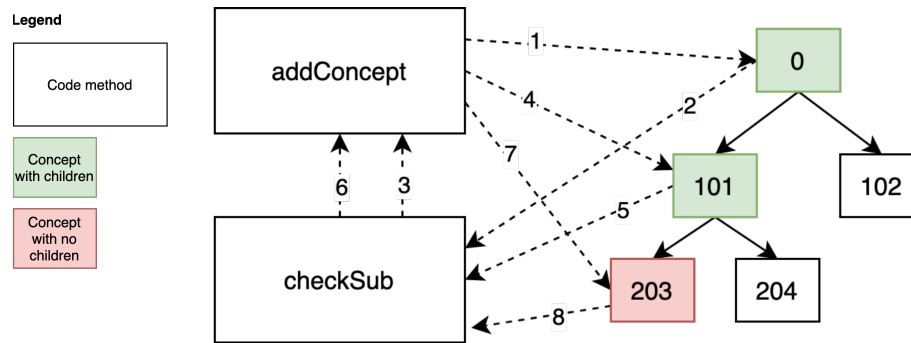 Legend
Code method
Concept
with children
Concept
with no
children
addConcept
checkSub
1
4
7
2
5
8
6
3
0
101
102
203
204